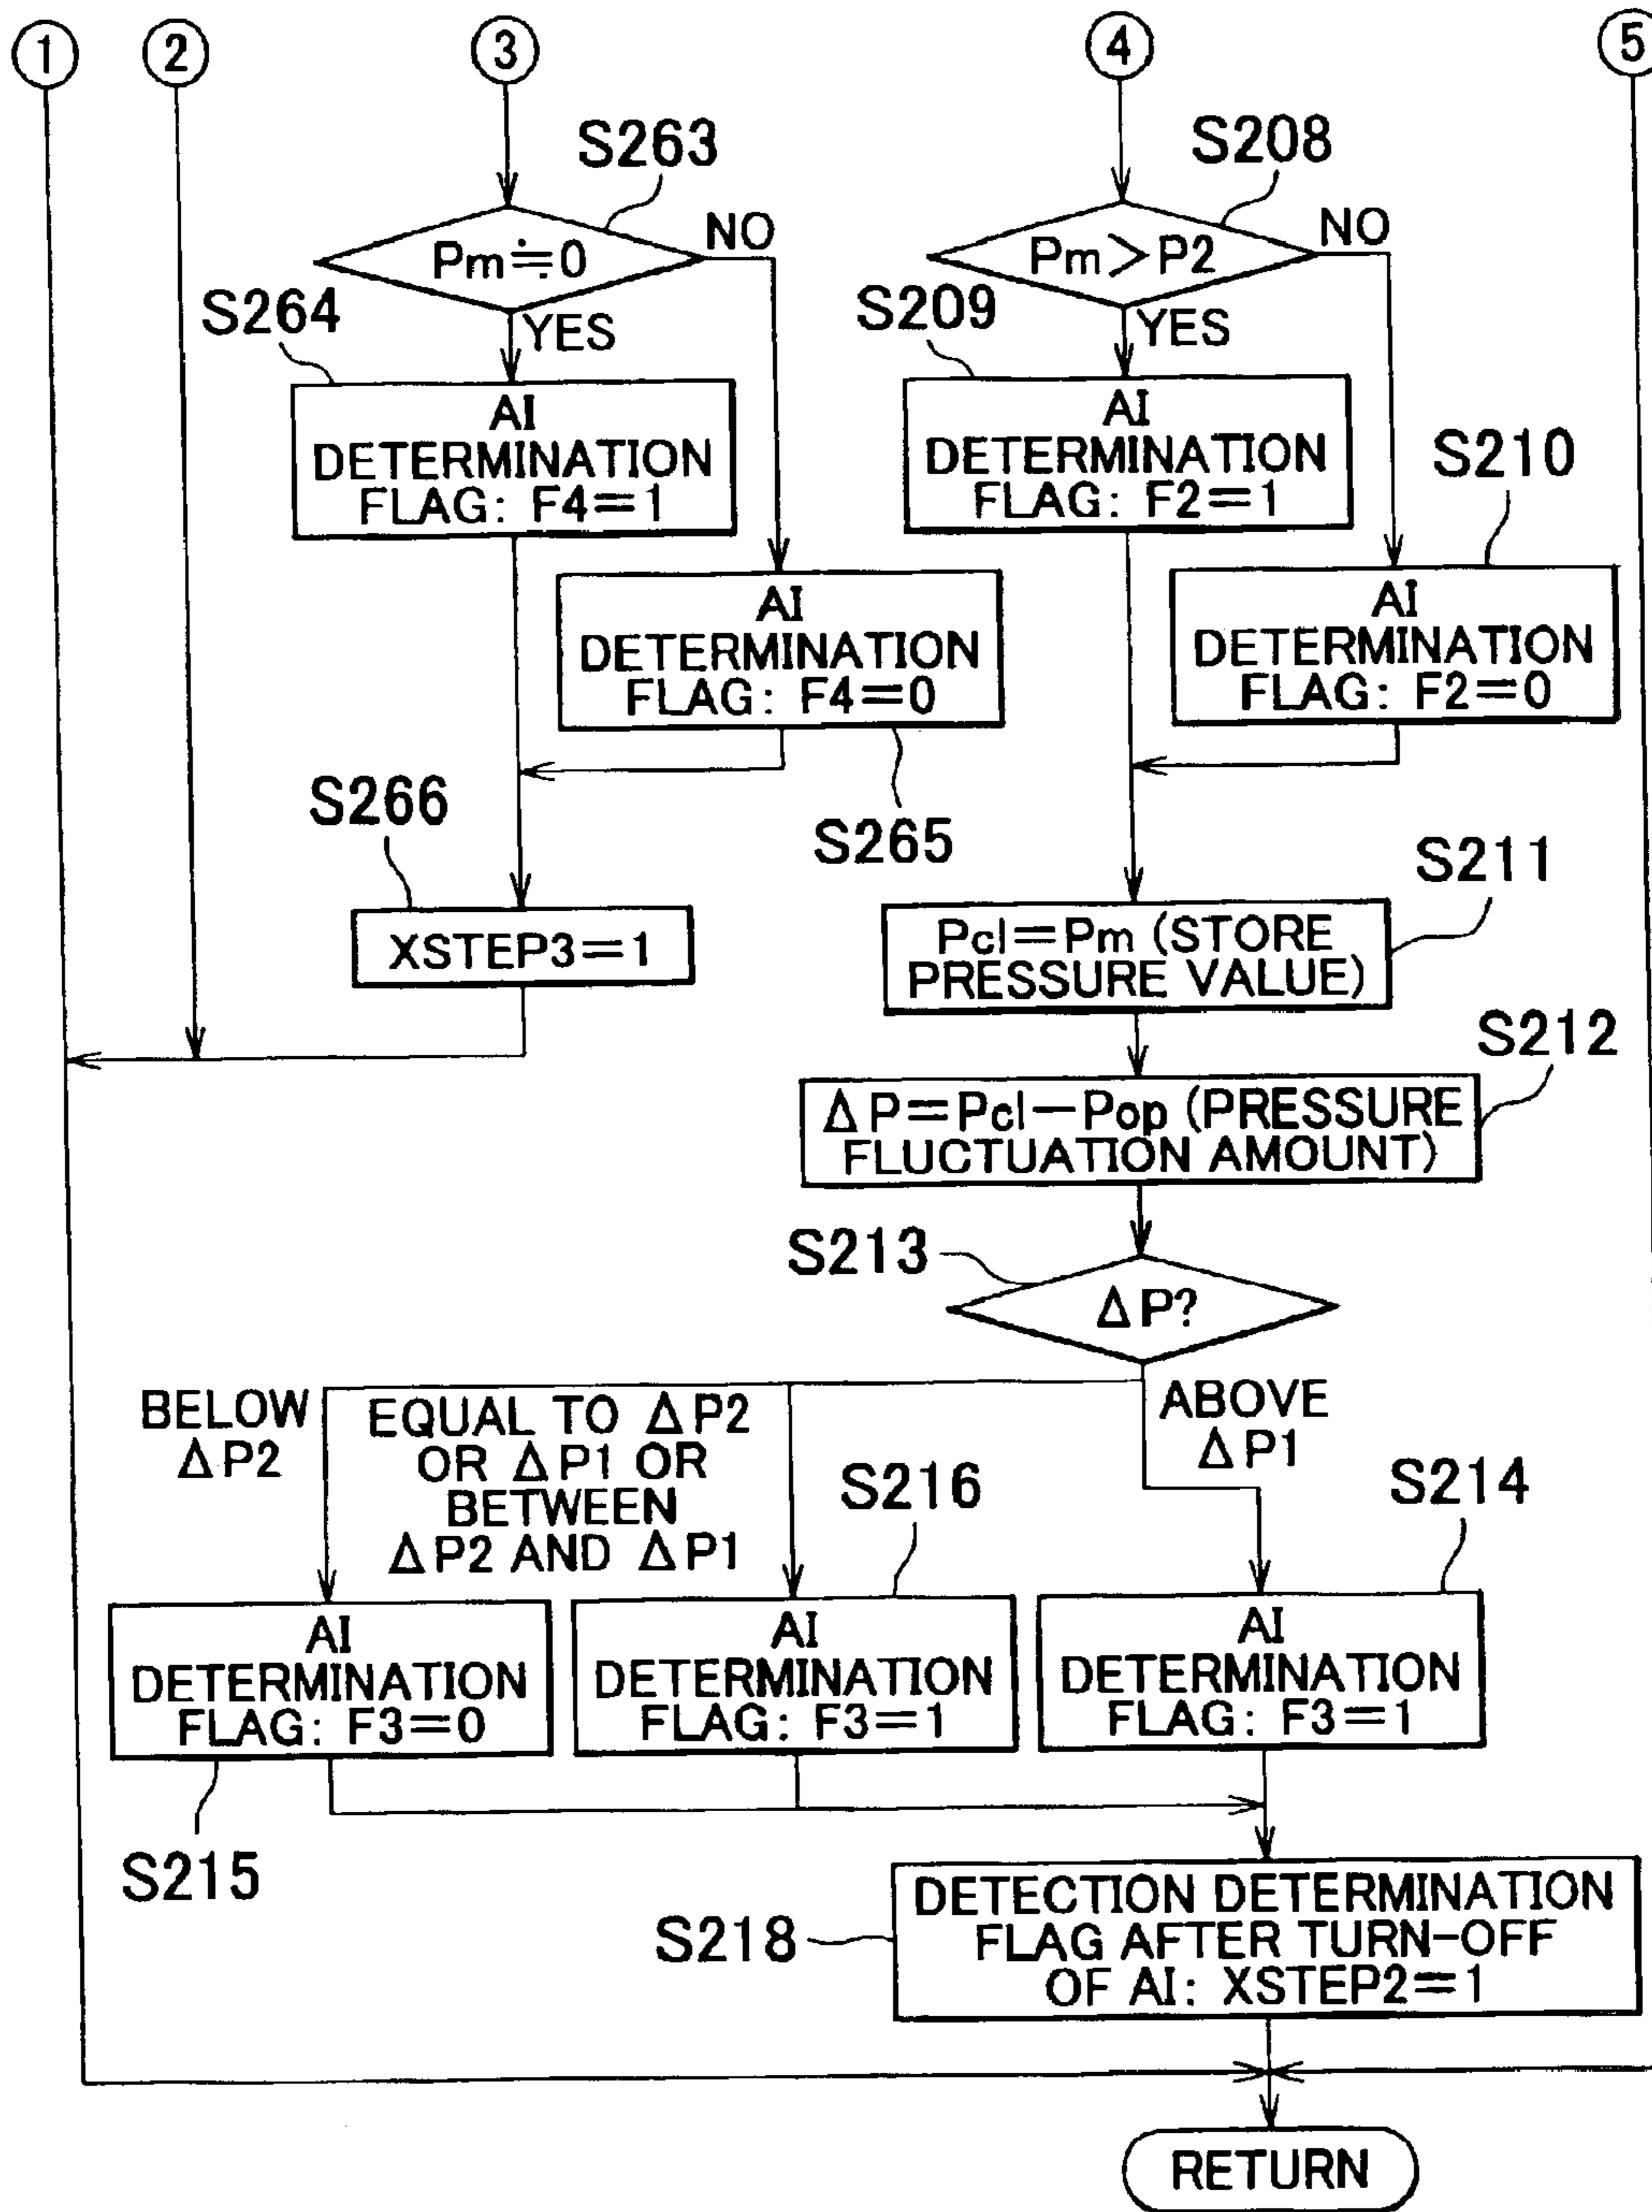 1
2
3
4
5
S263
Pm≒0
NO
YES
S264
AI
DETERMINATION
FLAG: F4=1
AI
DETERMINATION
FLAG: F4=0
S265
S266
XSTEP3=1
S208
Pm>P2
NO
YES
S209
AI
DETERMINATION
FLAG: F2=1
S210
AI
DETERMINATION
FLAG: F2=0
S211
Pcl=Pm (STORE
PRESSURE VALUE)
S212
ΔP=Pcl-Pop (PRESSURE
FLUCTUATION AMOUNT)
S213
ΔP?
BELOW
ΔP2
EQUAL TO ΔP2
OR ΔP1 OR
BETWEEN
ΔP2 AND ΔP1
ABOVE
ΔP1
S216
S214
AI
DETERMINATION
FLAG: F3=0
AI
DETERMINATION
FLAG: F3=1
AI
DETERMINATION
FLAG: F3=1
S215
S218
DETECTION DETERMINATION
FLAG AFTER TURN-OFF
OF AI: XSTEP2=1
RETURN